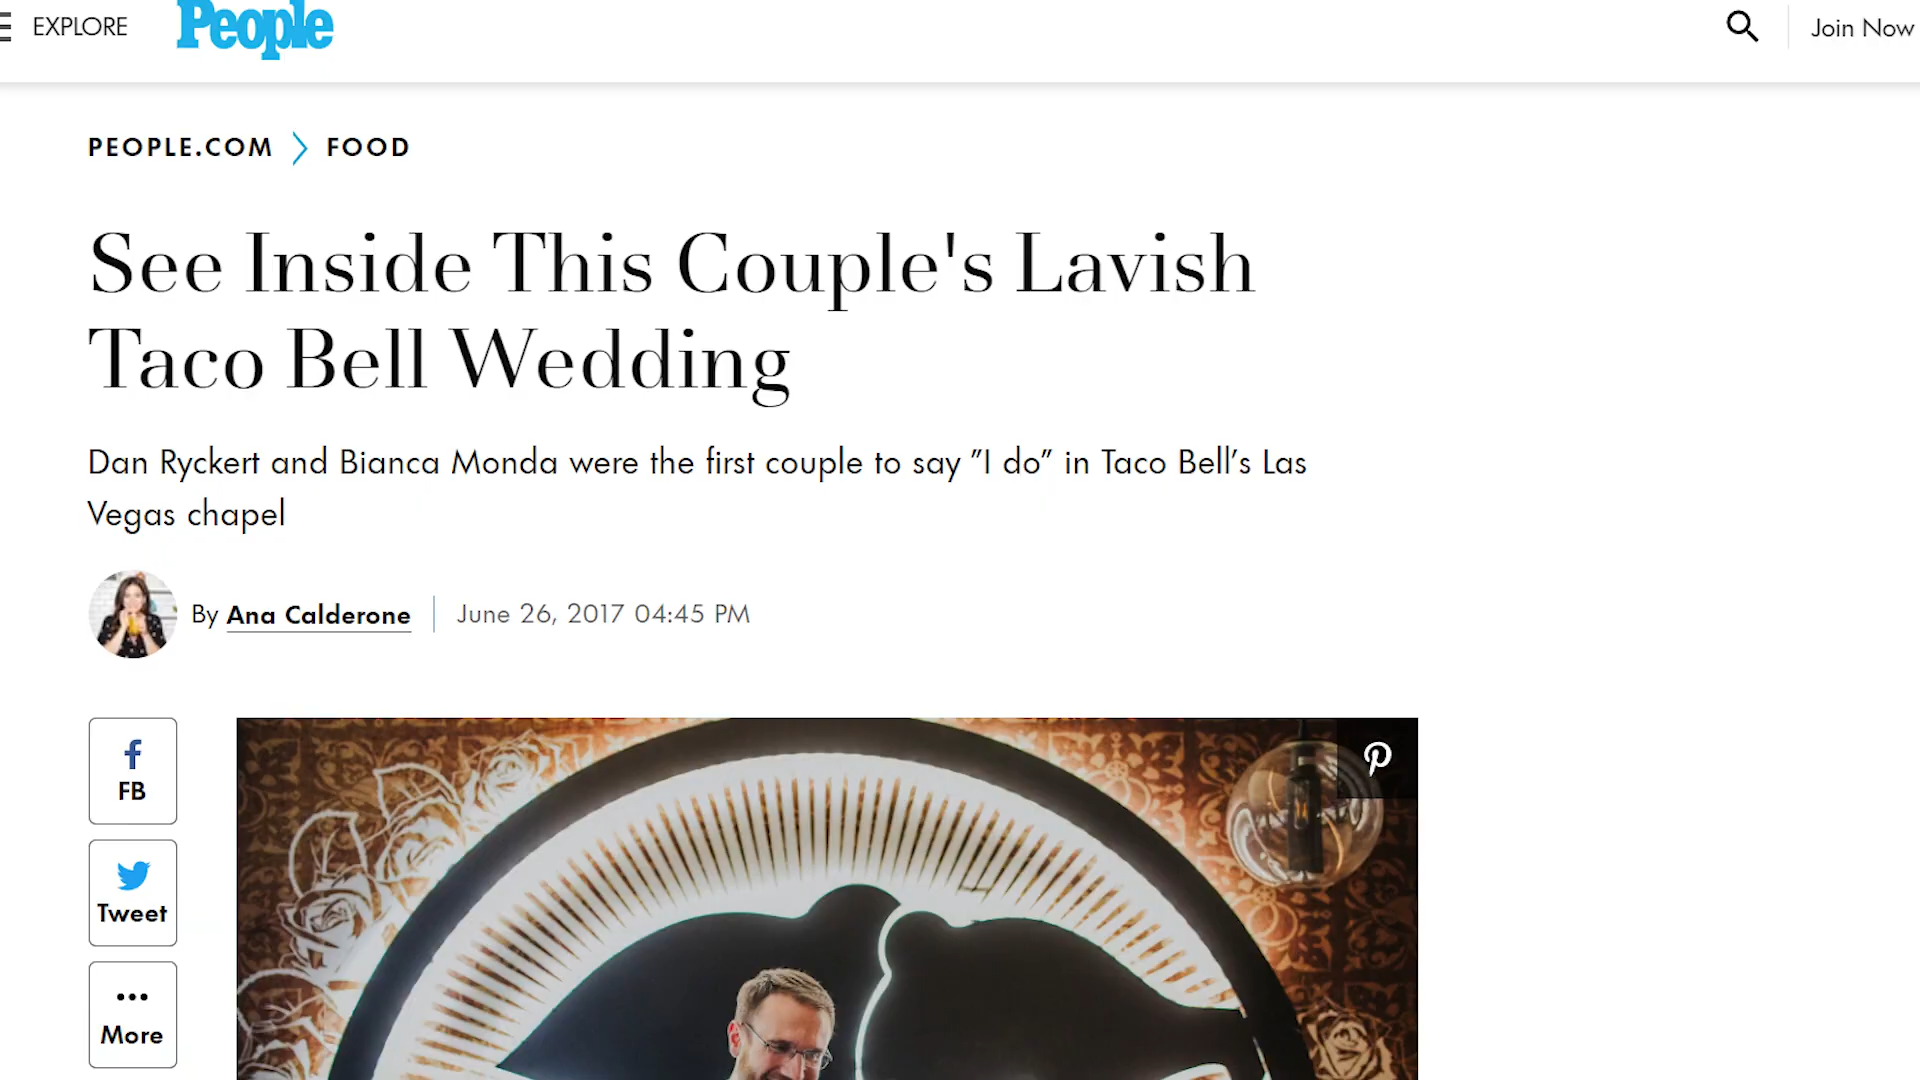 EXPLORE
People
Join Now
PEOPLE.COM
FOOD
See Inside This Couple's Lavish
Taco Bell Wedding
Dan Ryckert and Bianca Monda were the first couple to say ”I do” in Taco Bell’s Las
Vegas chapel
By Ana Calderone
June 26, 2017 04:45 PM
FB
Tweet
More